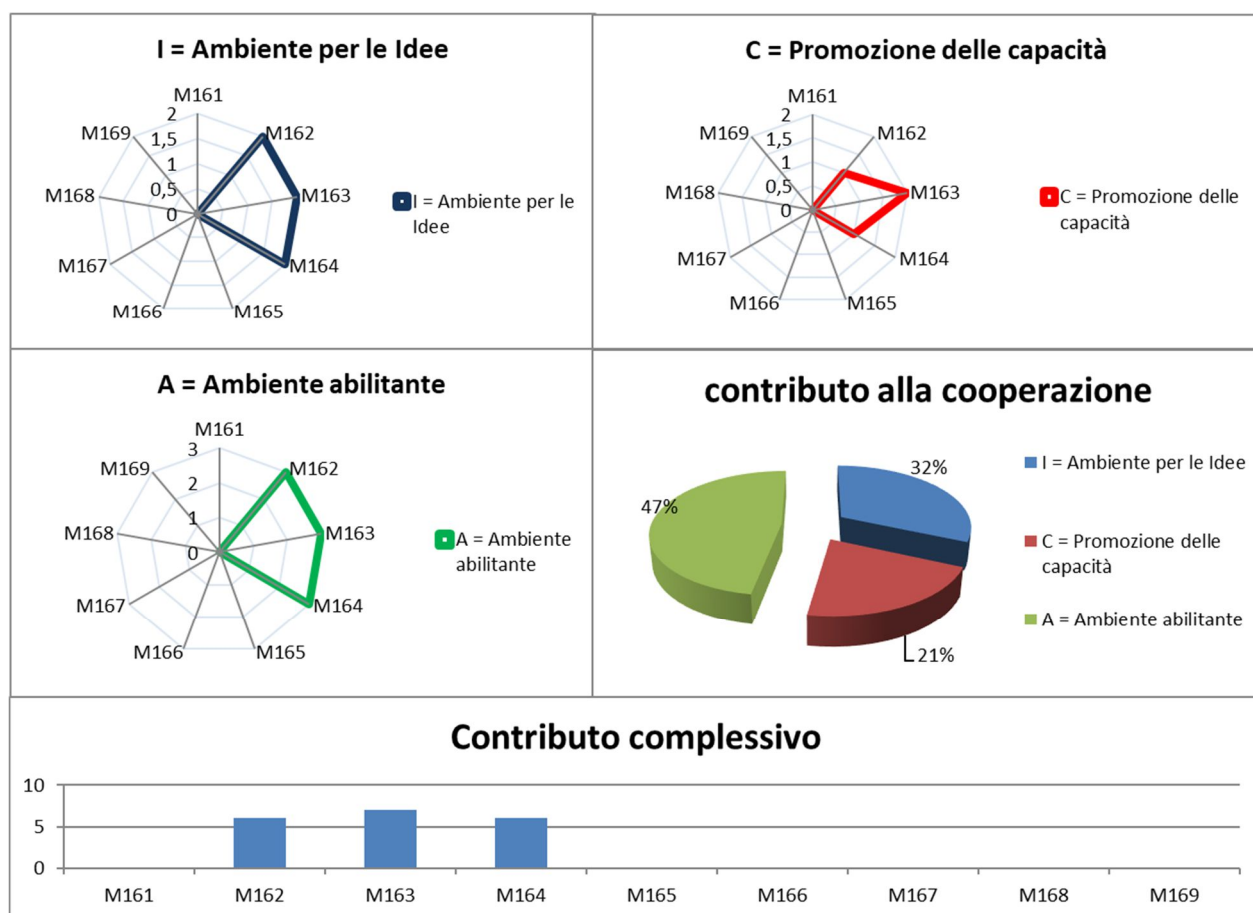 I = Ambiente per le Idee
M161
M162
M163
M164
M165
M166
M167
M168
M169
2
1,5
1
0,5
0
I = Ambiente per le
Idee
C = Promozione delle capacità
M161
M162
M163
M164
M165
M166
M167
M168
M169
2
1,5
1
0,5
0
C = Promozione delle
capacità
A = Ambiente abilitante
M161
M162
M163
M164
M165
M166
M167
M168
M169
3
2
1
0
A = Ambiente
abilitante
contributo alla cooperazione
32%
47%
21%
I = Ambiente per le Idee
C = Promozione delle
capacità
A = Ambiente abilitante
Contributo complessivo
10
5
0
M161 M162 M163 M164 M165 M166 M167 M168 M169